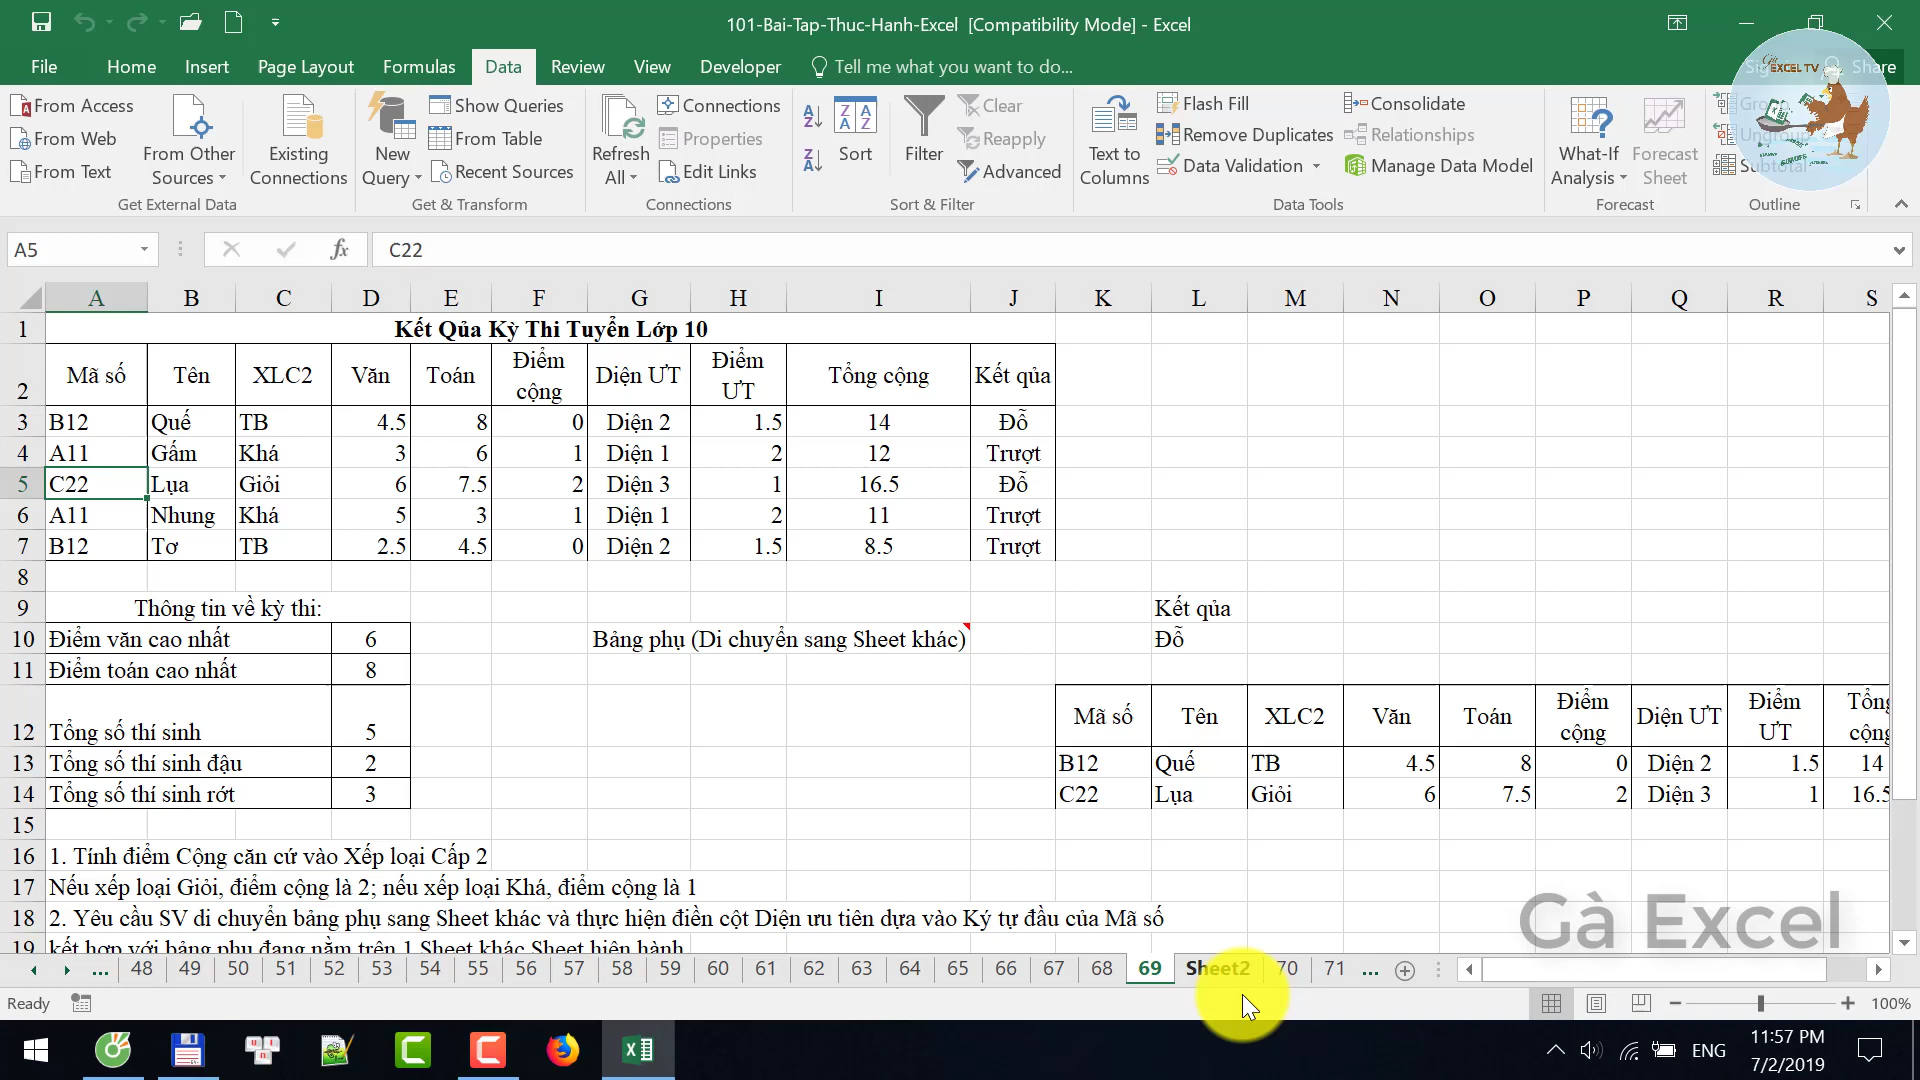 101-Bai-Tap-Thuc-Hanh-Excel [Compatibility Mode] - Excel
File Home Insert Page Layout Formulas Data Review View Developer Tell me what you want to do... Share
EXCEL TV
From Access
From Web
From Text
From Other Sources
Existing Connections
Get External Data
New Query
Show Queries
From Table
Recent Sources
Get & Transform
Refresh All
Connections
Properties
Edit Links
Connections
Sort
Filter
Clear
Reapply
Advanced
Sort & Filter
Text to Columns
Flash Fill
Remove Duplicates
Data Validation
Consolidate
Relationships
Manage Data Model
Data Tools
What-If Analysis
Forecast Sheet
Forecast
Outline
A5 fx C22
A B C D E F G H I J K L M N O P Q R S
1 Kết Qủa Kỳ Thi Tuyển Lớp 10
2 Mã số Tên XLC2 Văn Toán Điểm cộng Diện ƯT Điểm ƯT Tổng cộng Kết qủa
3 B12 Quế TB 4.5 8 0 Diện 2 1.5 14 Đỗ
4 A11 Gấm Khá 3 6 1 Diện 1 2 12 Trượt
5 C22 Lụa Giỏi 6 7.5 2 Diện 3 1 16.5 Đỗ
6 A11 Nhung Khá 5 3 1 Diện 1 2 11 Trượt
7 B12 Tơ TB 2.5 4.5 0 Diện 2 1.5 8.5 Trượt
8
9 Thông tin về kỳ thi: Kết qủa
10 Điểm văn cao nhất 6 Bảng phụ (Di chuyển sang Sheet khác) Đỗ
11 Điểm toán cao nhất 8
12 Tổng số thí sinh 5 Mã số Tên XLC2 Văn Toán Điểm cộng Diện ƯT Điểm ƯT Tổng cộng
13 Tổng số thí sinh đậu 2 B12 Quế TB 4.5 8 0 Diện 2 1.5 14
14 Tổng số thí sinh rớt 3 C22 Lụa Giỏi 6 7.5 2 Diện 3 1 16.5
15
16 1. Tính điểm Cộng căn cứ vào Xếp loại Cấp 2
17 Nếu xếp loại Giỏi, điểm cộng là 2; nếu xếp loại Khá, điểm cộng là 1
18 2. Yêu cầu SV di chuyển bảng phụ sang Sheet khác và thực hiện điền cột Diện ưu tiên dựa vào Ký tự đầu của Mã số
19 kết hợp với bảng phụ đang nằm trên 1 Sheet khác Sheet hiện hành
Gà Excel
... 48 49 50 51 52 53 54 55 56 57 58 59 60 61 62 63 64 65 66 67 68 69 Sheet2 70 71 ...
Ready 100%
ENG 11:57 PM
7/2/2019